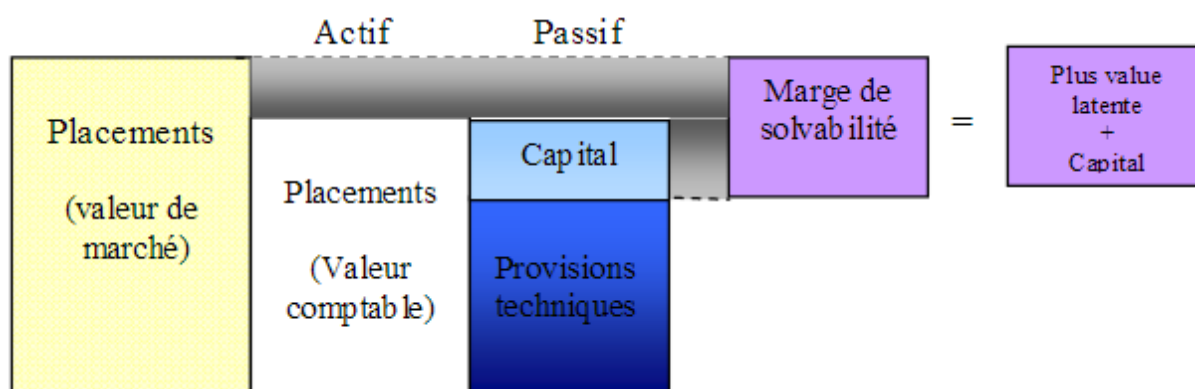 Actif
Passif
Placements
(valeur de
marché)
Placements
(Valeur
comptable)
Capital
Provisions
techniques
Marge de
solvabilité
=
Plus value
latente
+
Capital